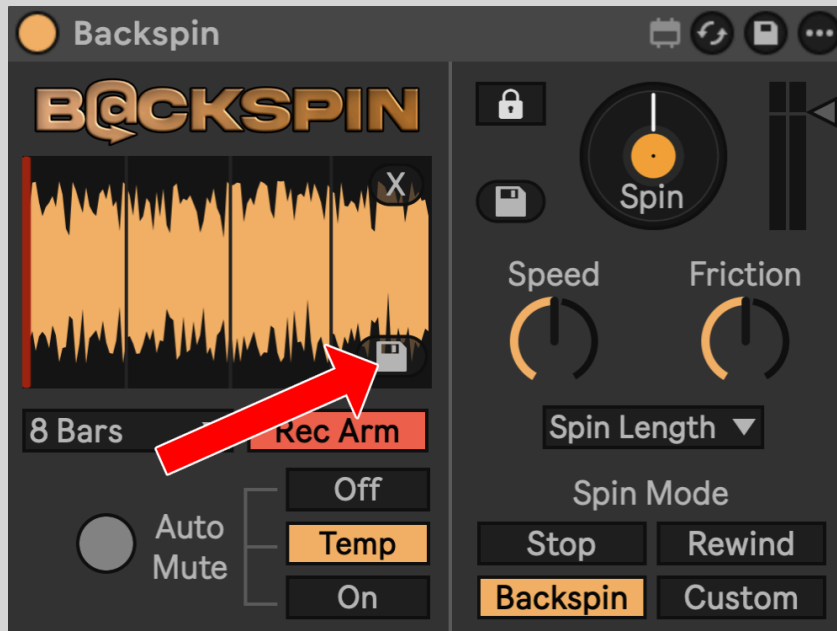 Backspin
B@CKSPIN
X
8 Bars
Rec Arm
Auto
Mute
Off
Temp
On
Spin
Speed
Friction
Spin Length
Spin Mode
Stop
Rewind
Backspin
Custom